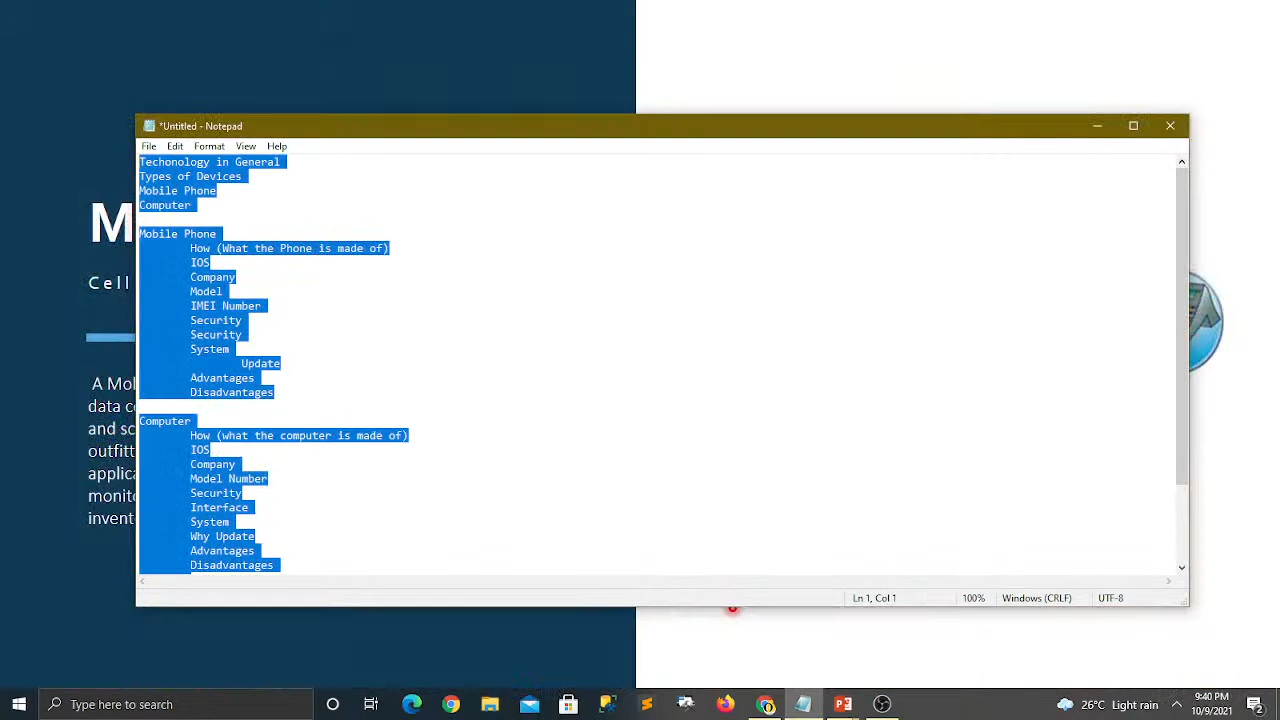 *Untitled - Notepad
File Edit Format View Help
Techonology in General
Types of Devices
Mobile Phone
Computer
Mobile Phone
How (What the Phone is made of)
IOS
Company
Model
IMEI Number
Security
Security
System
Update
Advantages
Disadvantages
Computer
How (what the computer is made of)
IOS
Company
Model Number
Security
Interface
System
Why Update
Advantages
Disadvantages
Ln 1, Col 1 100% Windows (CRLF) UTF-8
M
Cell
A Mo
data c
and sc
outfitt
applic
monito
invent
Type here to search
26°C Light rain
9:40 PM
10/9/2021
2